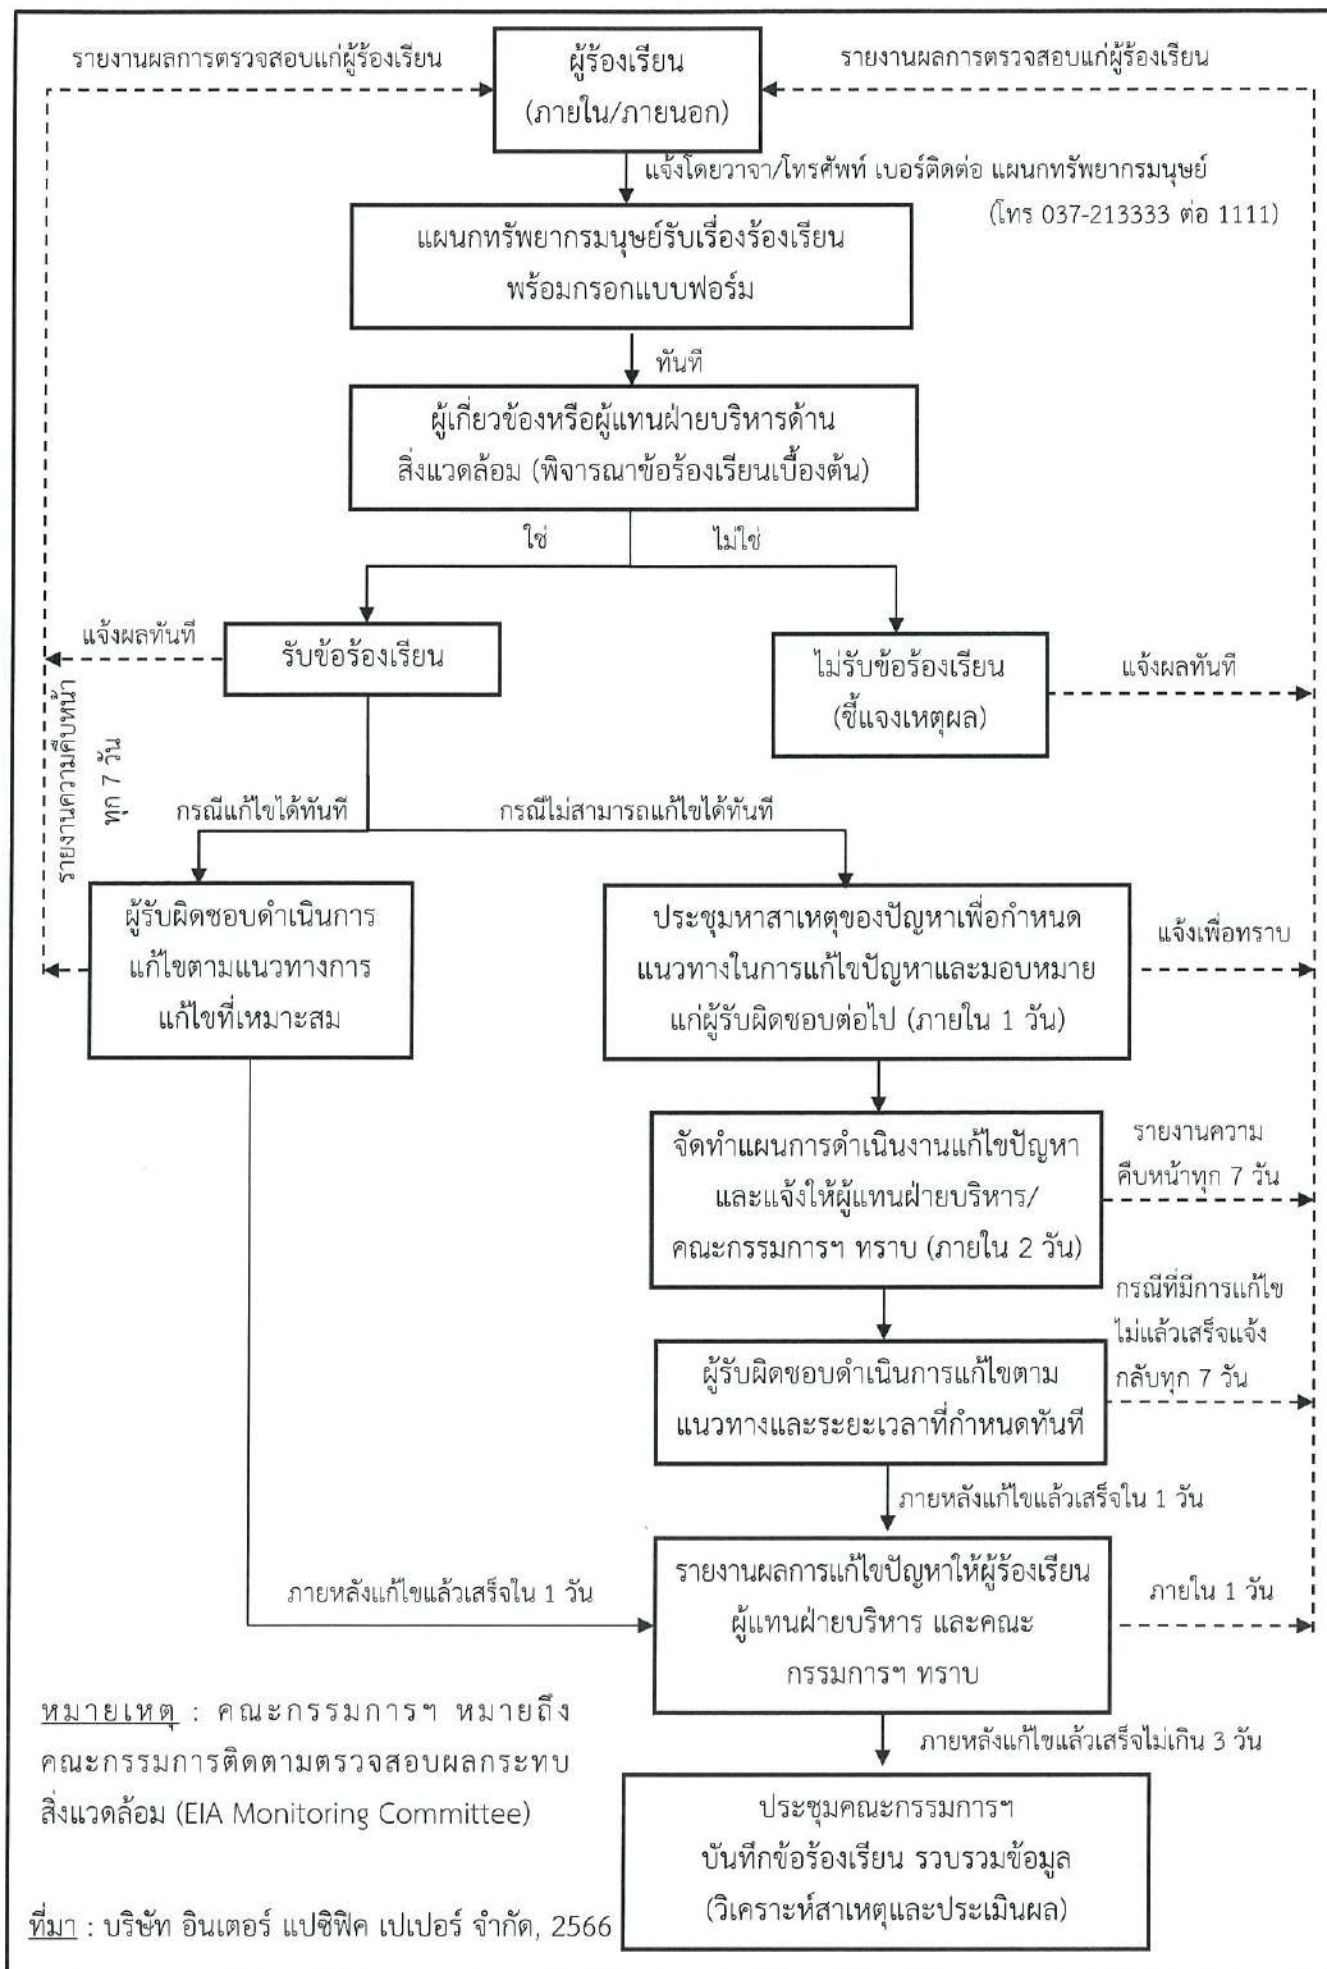 รายงานผลการตรวจสอบแก่ผู้ร้องเรียน
ผู้ร้องเรียน
(ภายใน/ภายนอก)
รายงานผลการตรวจสอบแก่ผู้ร้องเรียน
แจ้งโดยวาจา/โทรศัพท์ เบอร์ติดต่อ แผนกทรัพยากรมนุษย์
(โทร 037-213333 ต่อ 1111)
แผนกทรัพยากรมนุษย์รับเรื่องร้องเรียน
พร้อมกรอกแบบฟอร์ม
ทันที
ผู้เกี่ยวข้องหรือผู้แทนฝ่ายบริหารด้าน
สิ่งแวดล้อม (พิจารณาข้อร้องเรียนเบื้องต้น)
ใช่
ไม่ใช่
แจ้งผลทันที
รับข้อร้องเรียน
ไม่รับข้อร้องเรียน
(ชี้แจงเหตุผล)
แจ้งผลทันที
รายงานความคืบหน้า
ทุก 7 วัน
กรณีแก้ไขได้ทันที
กรณีไม่สามารถแก้ไขได้ทันที
ผู้รับผิดชอบดำเนินการ
แก้ไขตามแนวทางการ
แก้ไขที่เหมาะสม
ประชุมหาสาเหตุของปัญหาเพื่อกำหนด
แนวทางในการแก้ไขปัญหาและมอบหมาย
แก่ผู้รับผิดชอบต่อไป (ภายใน 1 วัน)
แจ้งเพื่อทราบ
จัดทำแผนการดำเนินงานแก้ไขปัญหา
และแจ้งให้ผู้แทนฝ่ายบริหาร/
คณะกรรมการฯ ทราบ (ภายใน 2 วัน)
รายงานความ
คืบหน้าทุก 7 วัน
กรณีที่มีการแก้ไข
ไม่แล้วเสร็จแจ้ง
กลับทุก 7 วัน
ผู้รับผิดชอบดำเนินการแก้ไขตาม
แนวทางและระยะเวลาที่กำหนดทันที
ภายหลังแก้ไขแล้วเสร็จใน 1 วัน
ภายหลังแก้ไขแล้วเสร็จใน 1 วัน
รายงานผลการแก้ไขปัญหาให้ผู้ร้องเรียน
ผู้แทนฝ่ายบริหาร และคณะ
กรรมการฯ ทราบ
ภายใน 1 วัน
ภายหลังแก้ไขแล้วเสร็จไม่เกิน 3 วัน
ประชุมคณะกรรมการฯ
บันทึกข้อร้องเรียน รวบรวมข้อมูล
(วิเคราะห์สาเหตุและประเมินผล)
หมายเหตุ : คณะกรรมการฯ หมายถึง
คณะกรรมการติดตามตรวจสอบผลกระทบ
สิ่งแวดล้อม (EIA Monitoring Committee)
ที่มา : บริษัท อินเตอร์ แปซิฟิค เปเปอร์ จำกัด, 2566